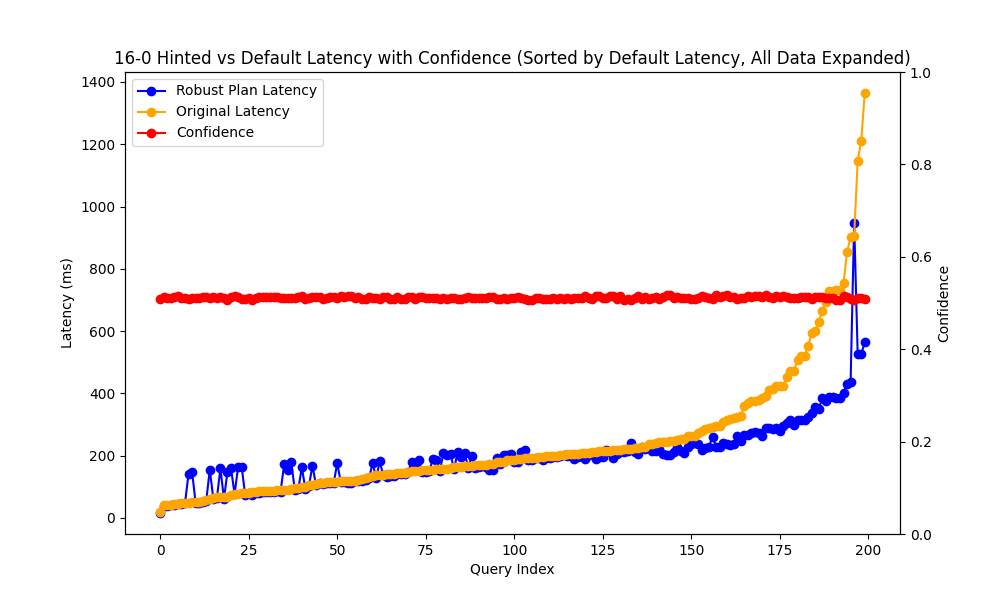 16-0 Hinted vs Default Latency with Confidence (Sorted by Default Latency, All Data Expanded)
Robust Plan Latency
Original Latency
Confidence
1400
1200
1000
800
600
400
200
0
Latency (ms)
1.0
0.8
0.6
0.4
0.2
0.0
Confidence
0 25 50 75 100 125 150 175 200
Query Index